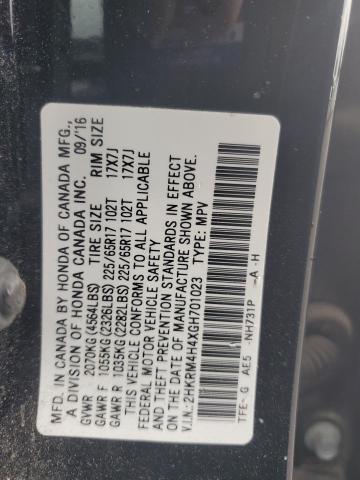 MFD. IN CANADA BY HONDA OF CANADA MFG.,
A DIVISION OF HONDA CANADA INC. 09/'16
GVWR 2070KG (4564LBS) TIRE SIZE RIM SIZE
GAWR F 1055KG (2326LBS) 225/65R17 102T 17X7J
GAWR R 1035KG (2282LBS) 225/65R17 102T 17X7J
THIS VEHICLE CONFORMS TO ALL APPLICABLE
FEDERAL MOTOR VEHICLE SAFETY
AND THEFT PREVENTION STANDARDS IN EFFECT
ON THE DATE OF MANUFACTURE SHOWN ABOVE.
V.I.N.: 2HKRM4H4XGH701023 TYPE: MPV
TFE- G AE5 -NH731P -A -H